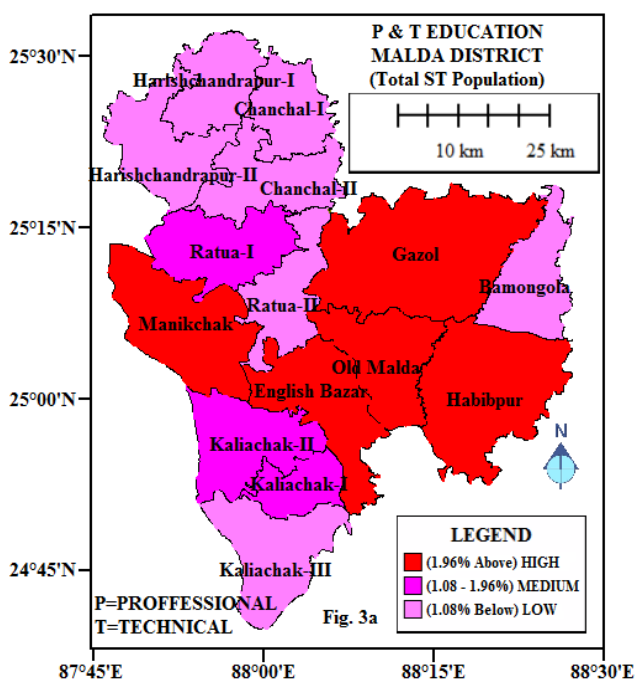 P & T EDUCATION
MALDA DISTRICT
(Total ST Population)
10 km 25 km
25°30'N
25°15'N
25°00'N
24°45'N
Harishchandrapur-I
Chanchal-I
Harishchandrapur-II
Chanchal-II
Ratua-I
Gazol
Bamongola
Ratua-II
Manikchak
Old Malda
English Bazar
Habibpur
Kaliachak-II
Kaliachak-I
Kaliachak-III
N
LEGEND
(1.96% Above) HIGH
(1.08 - 1.96%) MEDIUM
(1.08% Below) LOW
P=PROFFESSIONAL
T=TECHNICAL
Fig. 3a
87°45'E 88°00'E 88°15'E 88°30'E